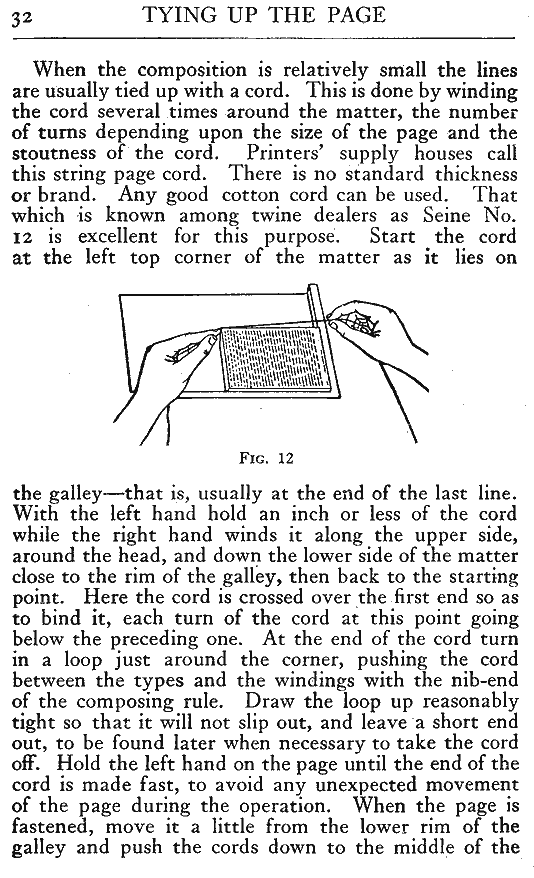 32 TYING UP THE PAGE
When the composition is relatively small the lines
are usually tied up with a cord. This is done by winding
the cord several times around the matter, the number
of turns depending upon the size of the page and the
stoutness of the cord. Printers' supply houses call
this string page cord. There is no standard thickness
or brand. Any good cotton cord can be used. That
which is known among twine dealers as Seine No.
12 is excellent for this purpose. Start the cord
at the left top corner of the matter as it lies on
FIG. 12
the galley—that is, usually at the end of the last line.
With the left hand hold an inch or less of the cord
while the right hand winds it along the upper side,
around the head, and down the lower side of the matter
close to the rim of the galley, then back to the starting
point. Here the cord is crossed over the first end so as
to bind it, each turn of the cord at this point going
below the preceding one. At the end of the cord turn
in a loop just around the corner, pushing the cord
between the types and the windings with the nib-end
of the composing rule. Draw the loop up reasonably
tight so that it will not slip out, and leave a short end
out, to be found later when necessary to take the cord
off. Hold the left hand on the page until the end of the
cord is made fast, to avoid any unexpected movement
of the page during the operation. When the page is
fastened, move it a little from the lower rim of the
galley and push the cords down to the middle of the